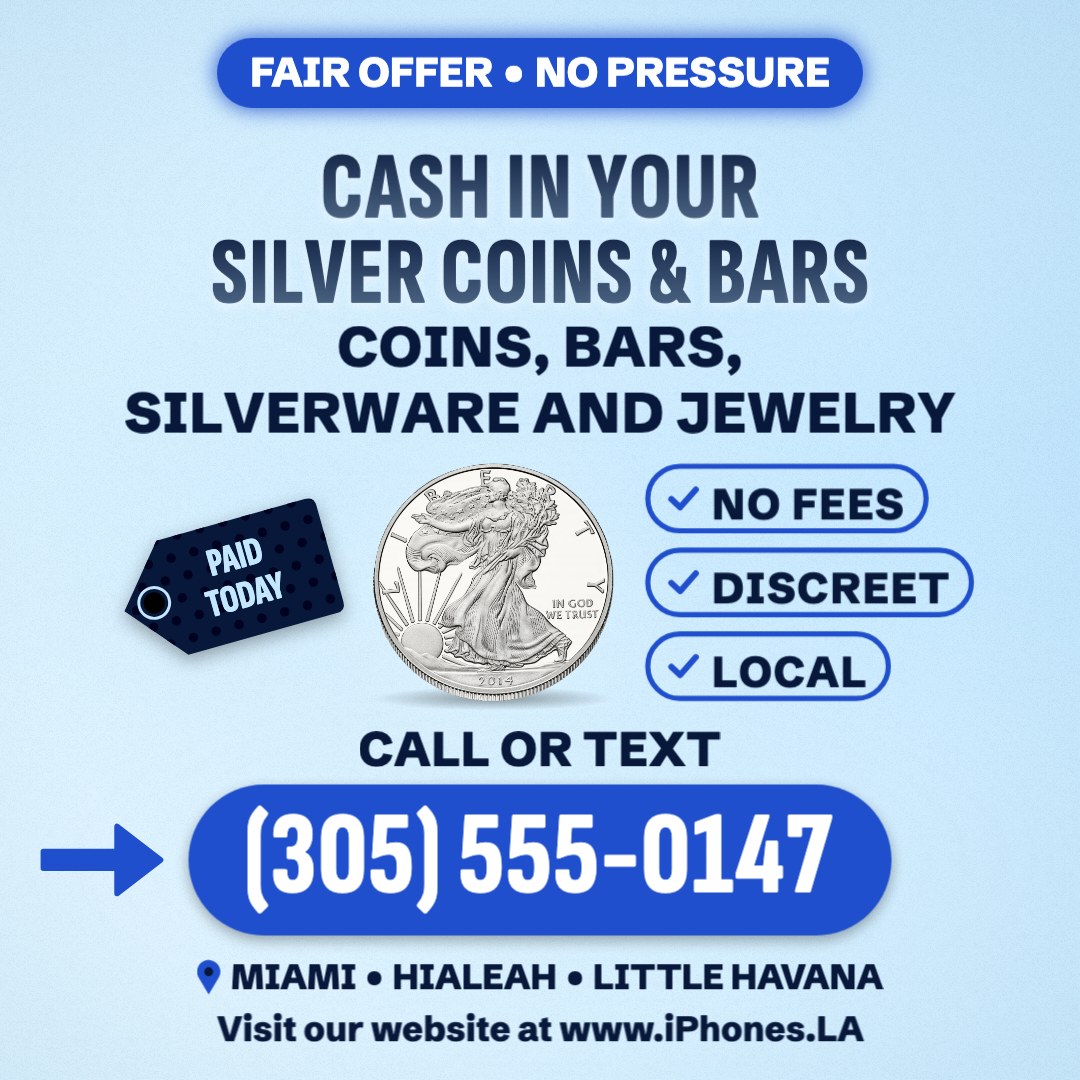 FAIR OFFER • NO PRESSURE
CASH IN YOUR
SILVER COINS & BARS
COINS, BARS,
SILVERWARE AND JEWELRY
PAID
TODAY
LIBERTY
IN GOD
WE TRUST
2014
✓ NO FEES
✓ DISCREET
✓ LOCAL
CALL OR TEXT
(305) 555-0147
MIAMI • HIALEAH • LITTLE HAVANA
Visit our website at www.iPhones.LA